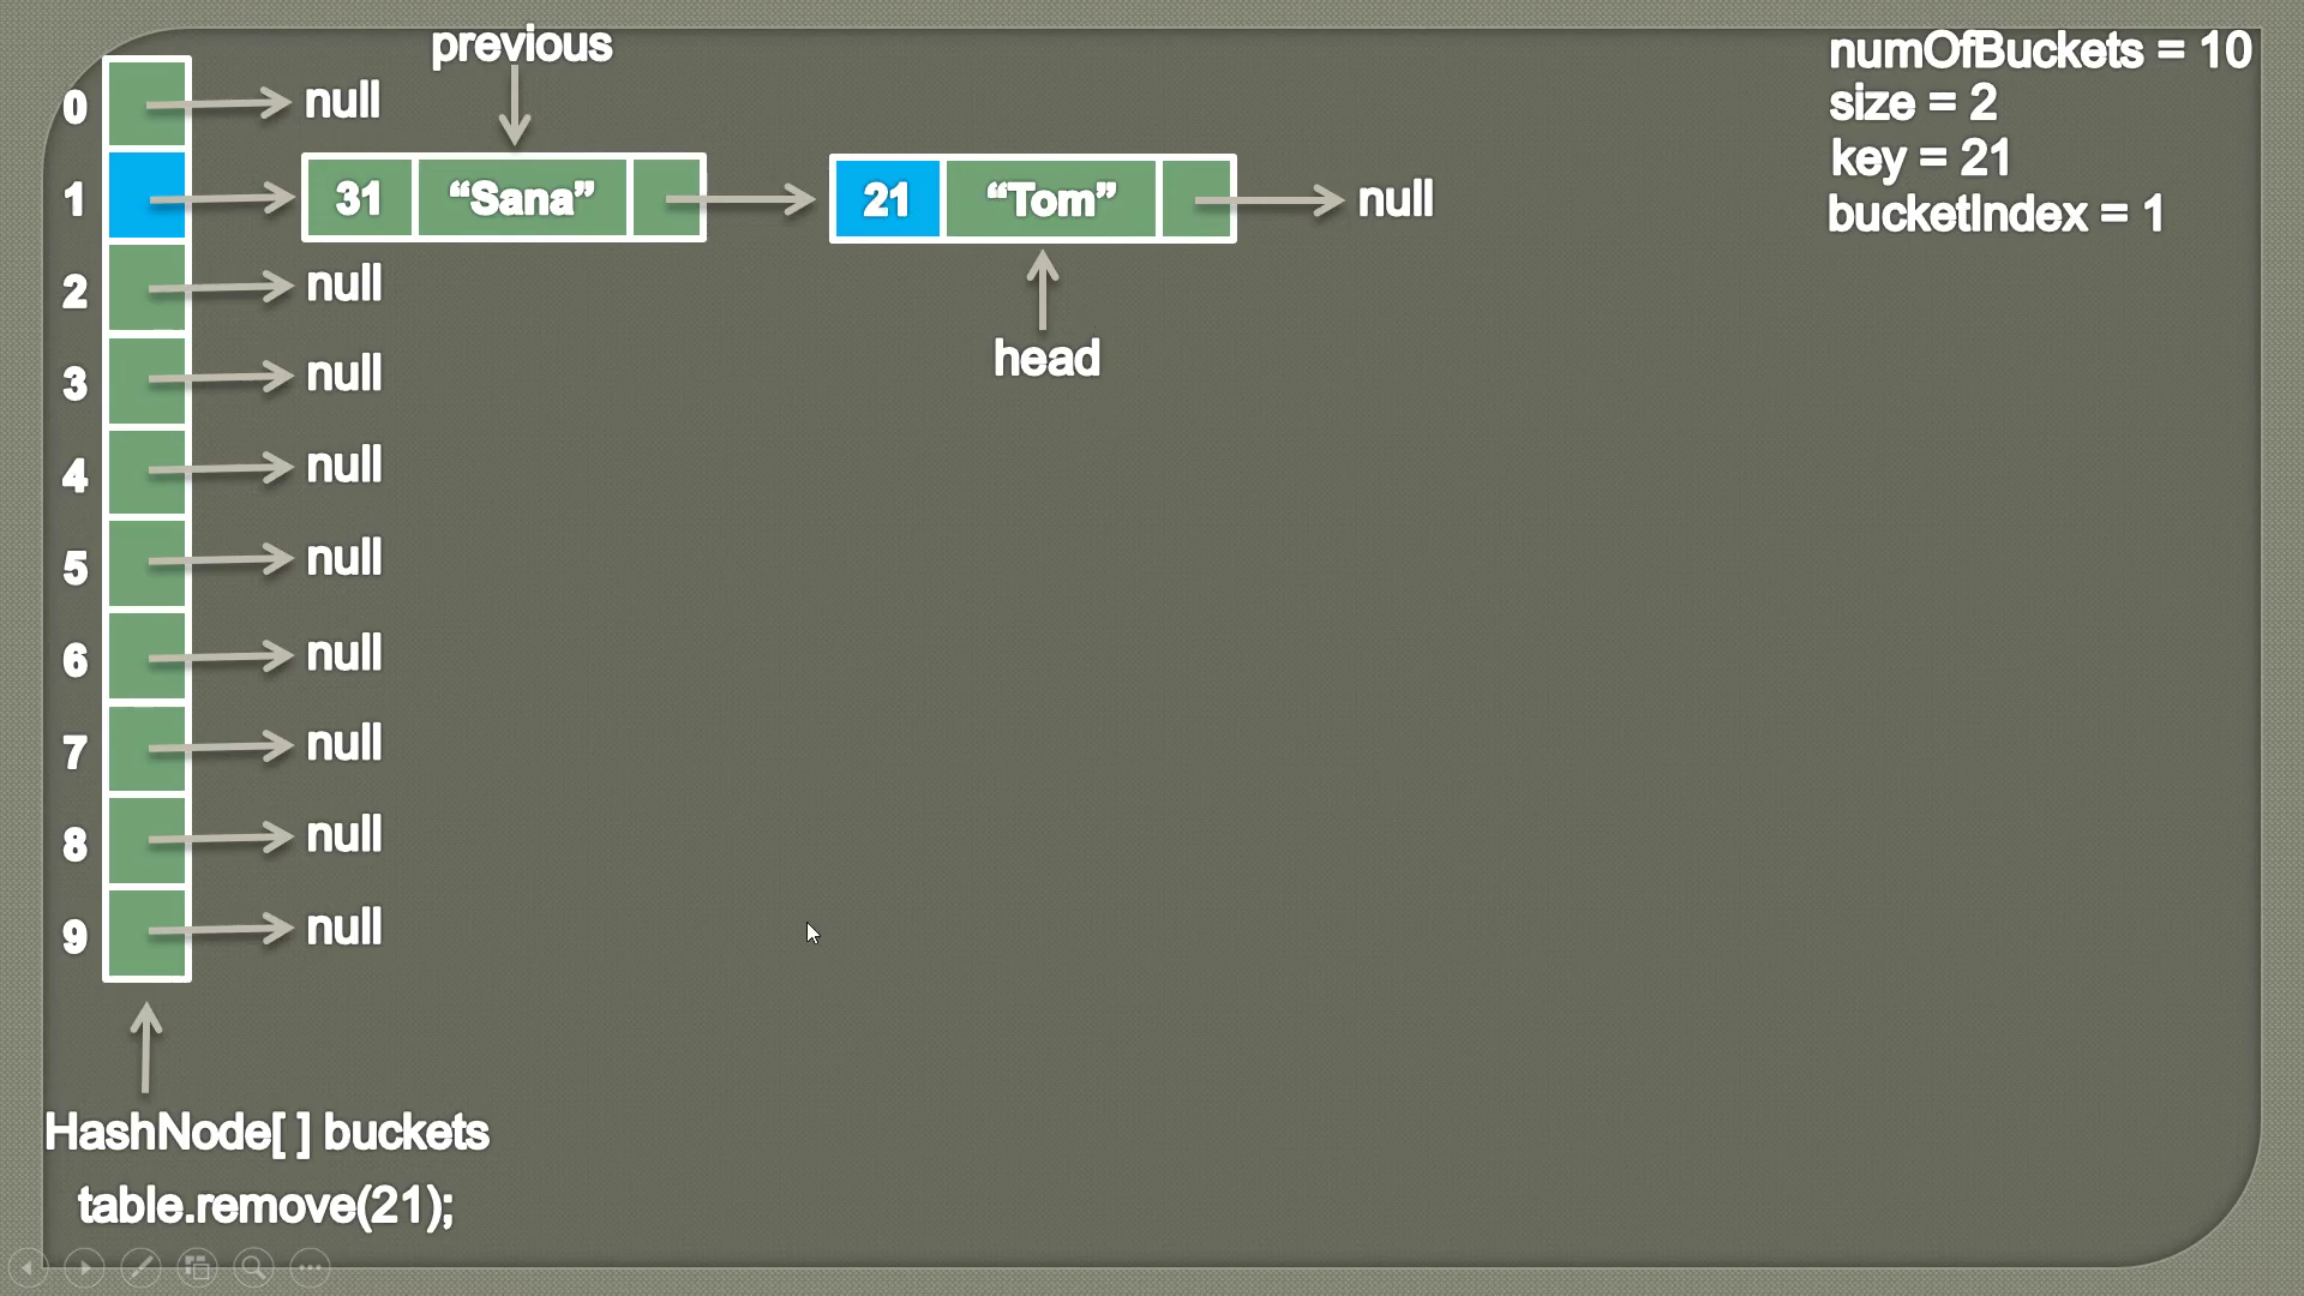 previous
numOfBuckets = 10
size = 2
key = 21
bucketIndex = 1
0 null
1 31 “Sana” 21 “Tom” null
head
2 null
3 null
4 null
5 null
6 null
7 null
8 null
9 null
HashNode[ ] buckets
table.remove(21);